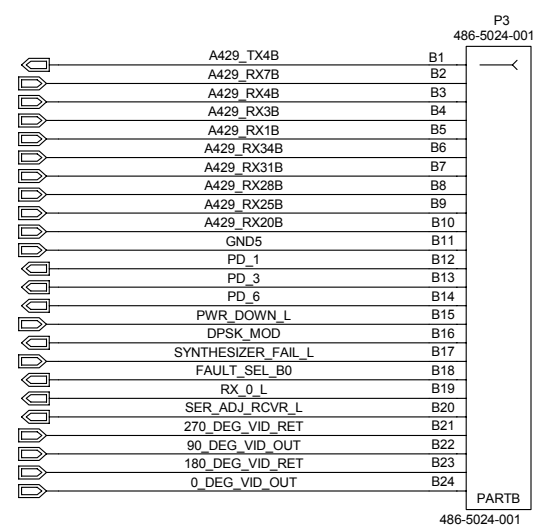 P3
486-5024-001
A429_TX4B B1
A429_RX7B B2
A429_RX4B B3
A429_RX3B B4
A429_RX1B B5
A429_RX34B B6
A429_RX31B B7
A429_RX28B B8
A429_RX25B B9
A429_RX20B B10
GND5 B11
PD_1 B12
PD_3 B13
PD_6 B14
PWR_DOWN_L B15
DPSK_MOD B16
SYNTHESIZER_FAIL_L B17
FAULT_SEL_B0 B18
RX_0_L B19
SER_ADJ_RCVR_L B20
270_DEG_VID_RET B21
90_DEG_VID_OUT B22
180_DEG_VID_RET B23
0_DEG_VID_OUT B24
PARTB
486-5024-001